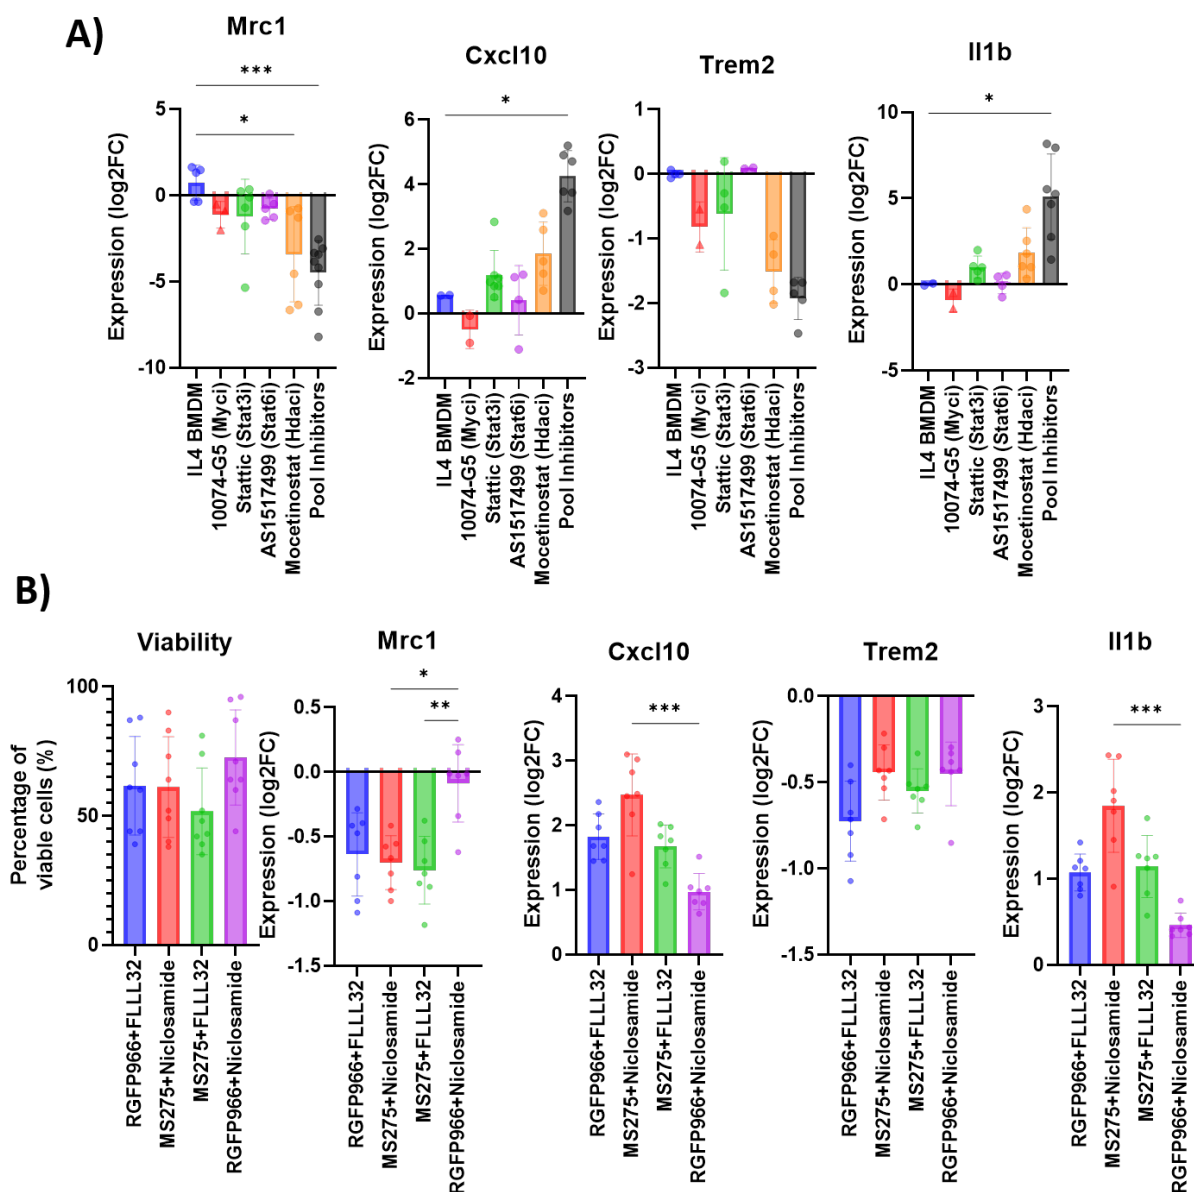 A)
Mrc1
Cxcl10
Trem2
Il1b
***
*
*
*
Expression (log2FC)
5
0
-5
-10
Expression (log2FC)
6
4
2
0
-2
Expression (log2FC)
1
0
-1
-2
-3
Expression (log2FC)
10
5
0
-5
IL4 BMDM
10074-G5 (Myci)
Stattic (Stat3i)
AS1517499 (Stat6i)
Mocetinostat (Hdaci)
Pool Inhibitors
IL4 BMDM
10074-G5 (Myci)
Stattic (Stat3i)
AS1517499 (Stat6i)
Mocetinostat (Hdaci)
Pool Inhibitors
IL4 BMDM
10074-G5 (Myci)
Stattic (Stat3i)
AS1517499 (Stat6i)
Mocetinostat (Hdaci)
Pool Inhibitors
IL4 BMDM
10074-G5 (Myci)
Stattic (Stat3i)
AS1517499 (Stat6i)
Mocetinostat (Hdaci)
Pool Inhibitors
B)
Viability
Mrc1
Cxcl10
Trem2
Il1b
*
**
***
***
Percentage of
viable cells (%)
100
50
0
Expression (log2FC)
0.5
0.0
-0.5
-1.0
-1.5
Expression (log2FC)
4
3
2
1
0
Expression (log2FC)
0.0
-0.5
-1.0
-1.5
Expression (log2FC)
3
2
1
0
RGFP966+FLLL32
MS275+Niclosamide
MS275+FLLL32
RGFP966+Niclosamide
RGFP966+FLLL32
MS275+Niclosamide
MS275+FLLL32
RGFP966+Niclosamide
RGFP966+FLLL32
MS275+Niclosamide
MS275+FLLL32
RGFP966+Niclosamide
RGFP966+FLLL32
MS275+Niclosamide
MS275+FLLL32
RGFP966+Niclosamide
RGFP966+FLLL32
MS275+Niclosamide
MS275+FLLL32
RGFP966+Niclosamide